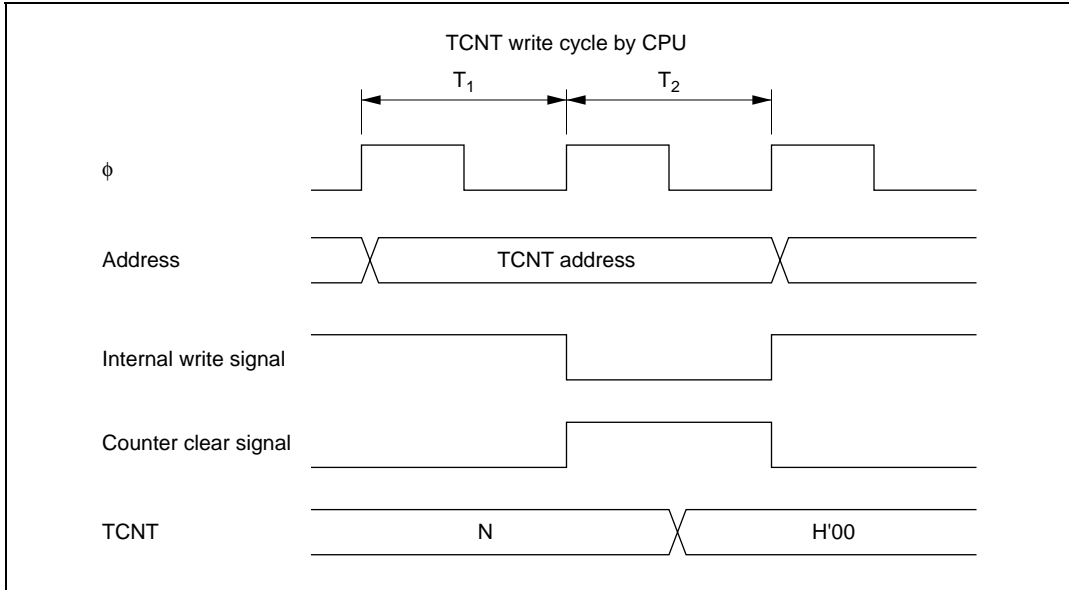 TCNT write cycle by CPU
T1 T2
ϕ
Address TCNT address
Internal write signal
Counter clear signal
TCNT N H'00